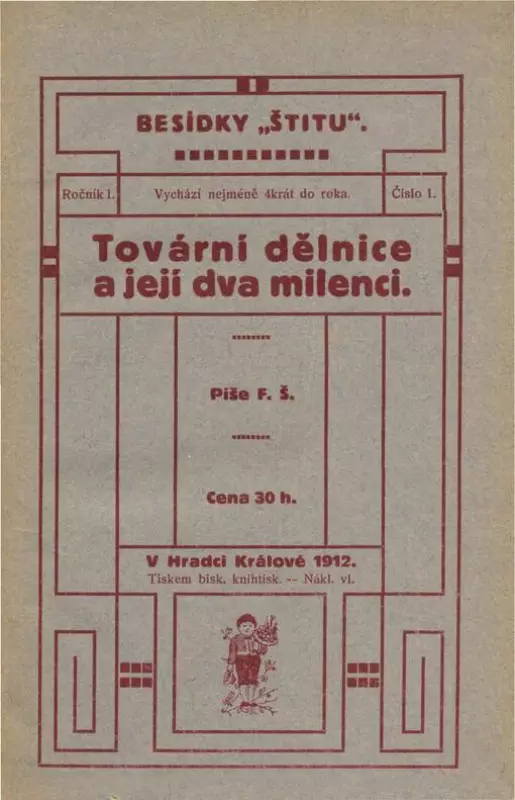 BESÍDKY „ŠTITU“.
Ročník I. Vychází nejméně 4krát do roka. Číslo 1.
Tovární dělnice
a její dva milenci.
Píše F. Š.
Cena 30 h.
V Hradci Králové 1912.
Tiskem bisk. knihtisk. -- Nákl. vl.